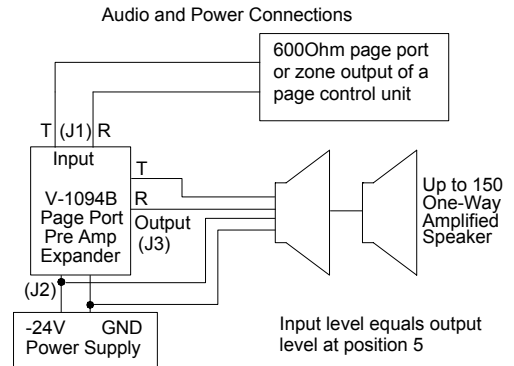 Audio and Power Connections
600Ohm page port
or zone output of a
page control unit
T (J1) R
Input
V-1094B
Page Port
Pre Amp
Expander
T
R
Output
(J3)
Up to 150
One-Way
Amplified
Speaker
(J2)
-24V GND
Power Supply
Input level equals output
level at position 5